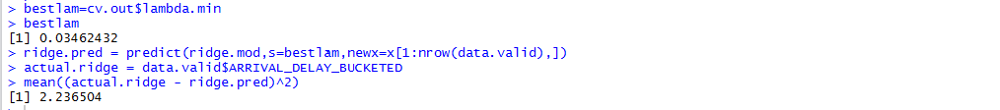 > bestlam=cv.out$lambda.min
> bestlam
[1] 0.03462432
> ridge.pred = predict(ridge.mod,s=bestlam,newx=x[1:nrow(data.valid),])
> actual.ridge = data.valid$ARRIVAL_DELAY_BUCKETED
> mean((actual.ridge - ridge.pred)^2)
[1] 2.236504